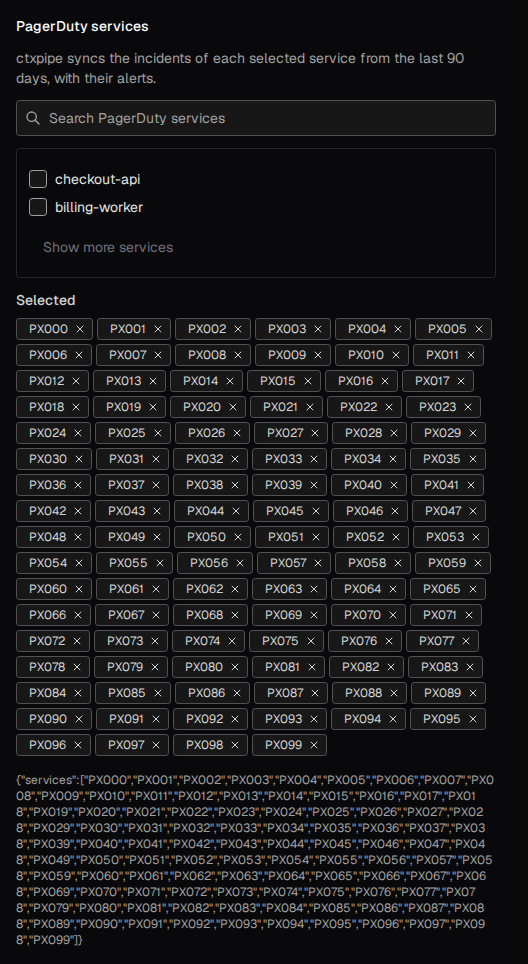 PagerDuty services
ctxpipe syncs the incidents of each selected service from the last 90
days, with their alerts.
Search PagerDuty services
checkout-api
billing-worker
Show more services
Selected
PX000 × PX001 × PX002 × PX003 × PX004 × PX005 ×
PX006 × PX007 × PX008 × PX009 × PX010 × PX011 ×
PX012 × PX013 × PX014 × PX015 × PX016 × PX017 ×
PX018 × PX019 × PX020 × PX021 × PX022 × PX023 ×
PX024 × PX025 × PX026 × PX027 × PX028 × PX029 ×
PX030 × PX031 × PX032 × PX033 × PX034 × PX035 ×
PX036 × PX037 × PX038 × PX039 × PX040 × PX041 ×
PX042 × PX043 × PX044 × PX045 × PX046 × PX047 ×
PX048 × PX049 × PX050 × PX051 × PX052 × PX053 ×
PX054 × PX055 × PX056 × PX057 × PX058 × PX059 ×
PX060 × PX061 × PX062 × PX063 × PX064 × PX065 ×
PX066 × PX067 × PX068 × PX069 × PX070 × PX071 ×
PX072 × PX073 × PX074 × PX075 × PX076 × PX077 ×
PX078 × PX079 × PX080 × PX081 × PX082 × PX083 ×
PX084 × PX085 × PX086 × PX087 × PX088 × PX089 ×
PX090 × PX091 × PX092 × PX093 × PX094 × PX095 ×
PX096 × PX097 × PX098 × PX099 ×
{"services":["PX000","PX001","PX002","PX003","PX004","PX005","PX006","PX007","PX0
08","PX009","PX010","PX011","PX012","PX013","PX014","PX015","PX016","PX017","PX01
8","PX019","PX020","PX021","PX022","PX023","PX024","PX025","PX026","PX027","PX02
8","PX029","PX030","PX031","PX032","PX033","PX034","PX035","PX036","PX037","PX03
8","PX039","PX040","PX041","PX042","PX043","PX044","PX045","PX046","PX047","PX04
8","PX049","PX050","PX051","PX052","PX053","PX054","PX055","PX056","PX057","PX05
8","PX059","PX060","PX061","PX062","PX063","PX064","PX065","PX066","PX067","PX06
8","PX069","PX070","PX071","PX072","PX073","PX074","PX075","PX076","PX077","PX07
8","PX079","PX080","PX081","PX082","PX083","PX084","PX085","PX086","PX087","PX08
8","PX089","PX090","PX091","PX092","PX093","PX094","PX095","PX096","PX097","PX09
8","PX099"]}